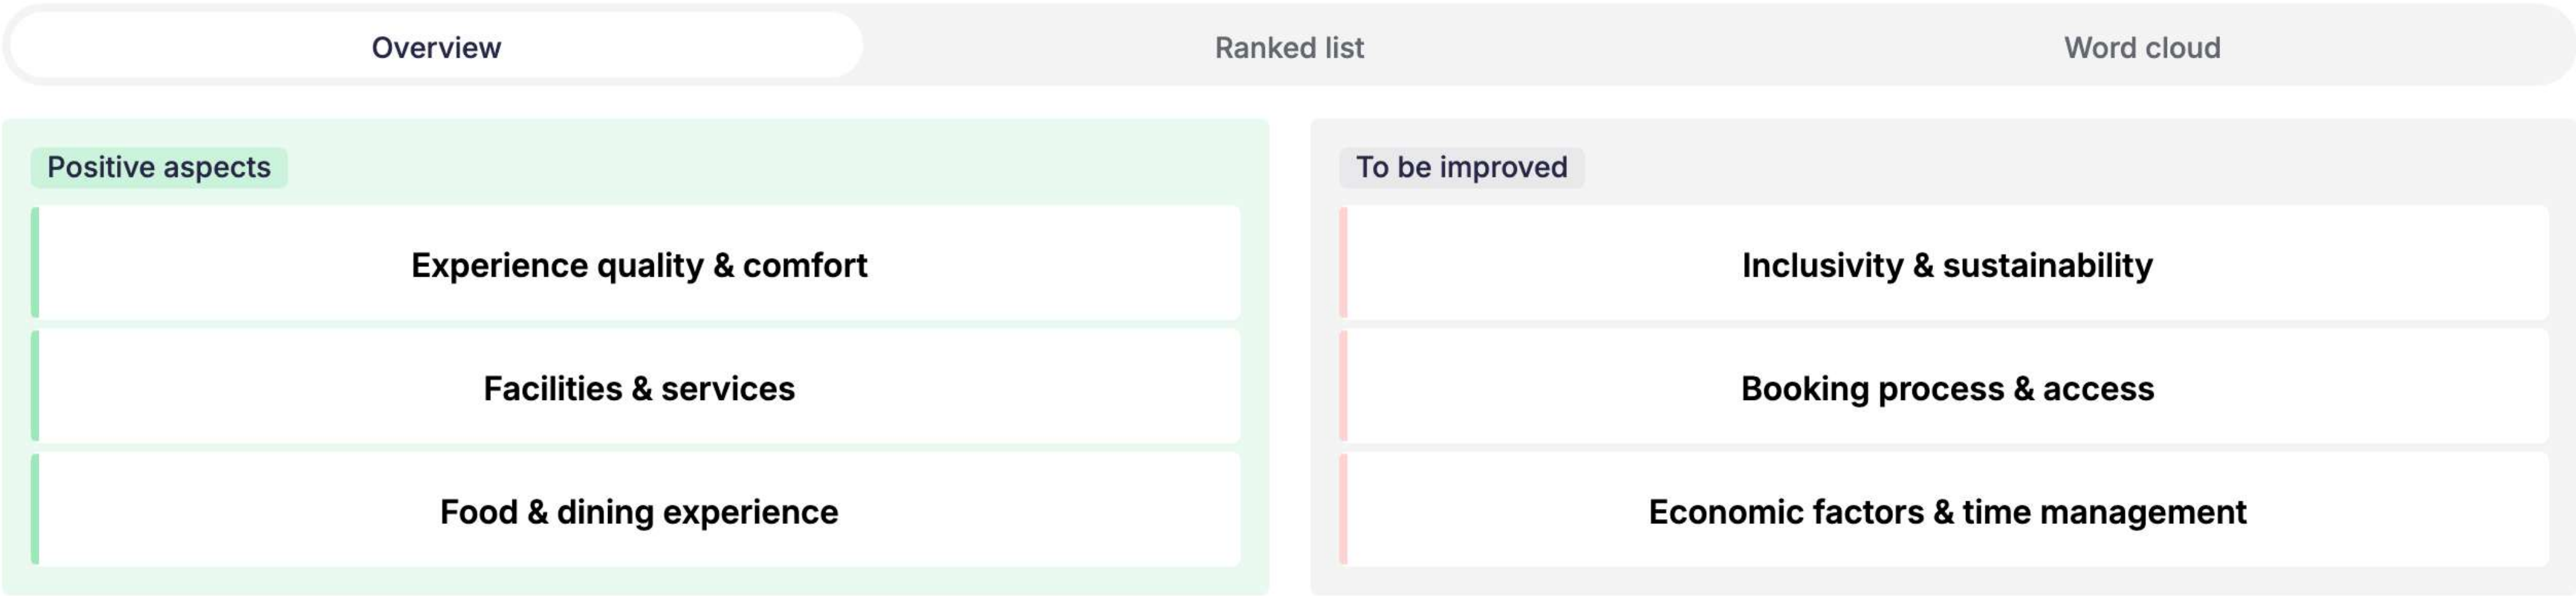 Overview
Ranked list
Word cloud
Positive aspects
Experience quality & comfort
Facilities & services
Food & dining experience
To be improved
Inclusivity & sustainability
Booking process & access
Economic factors & time management